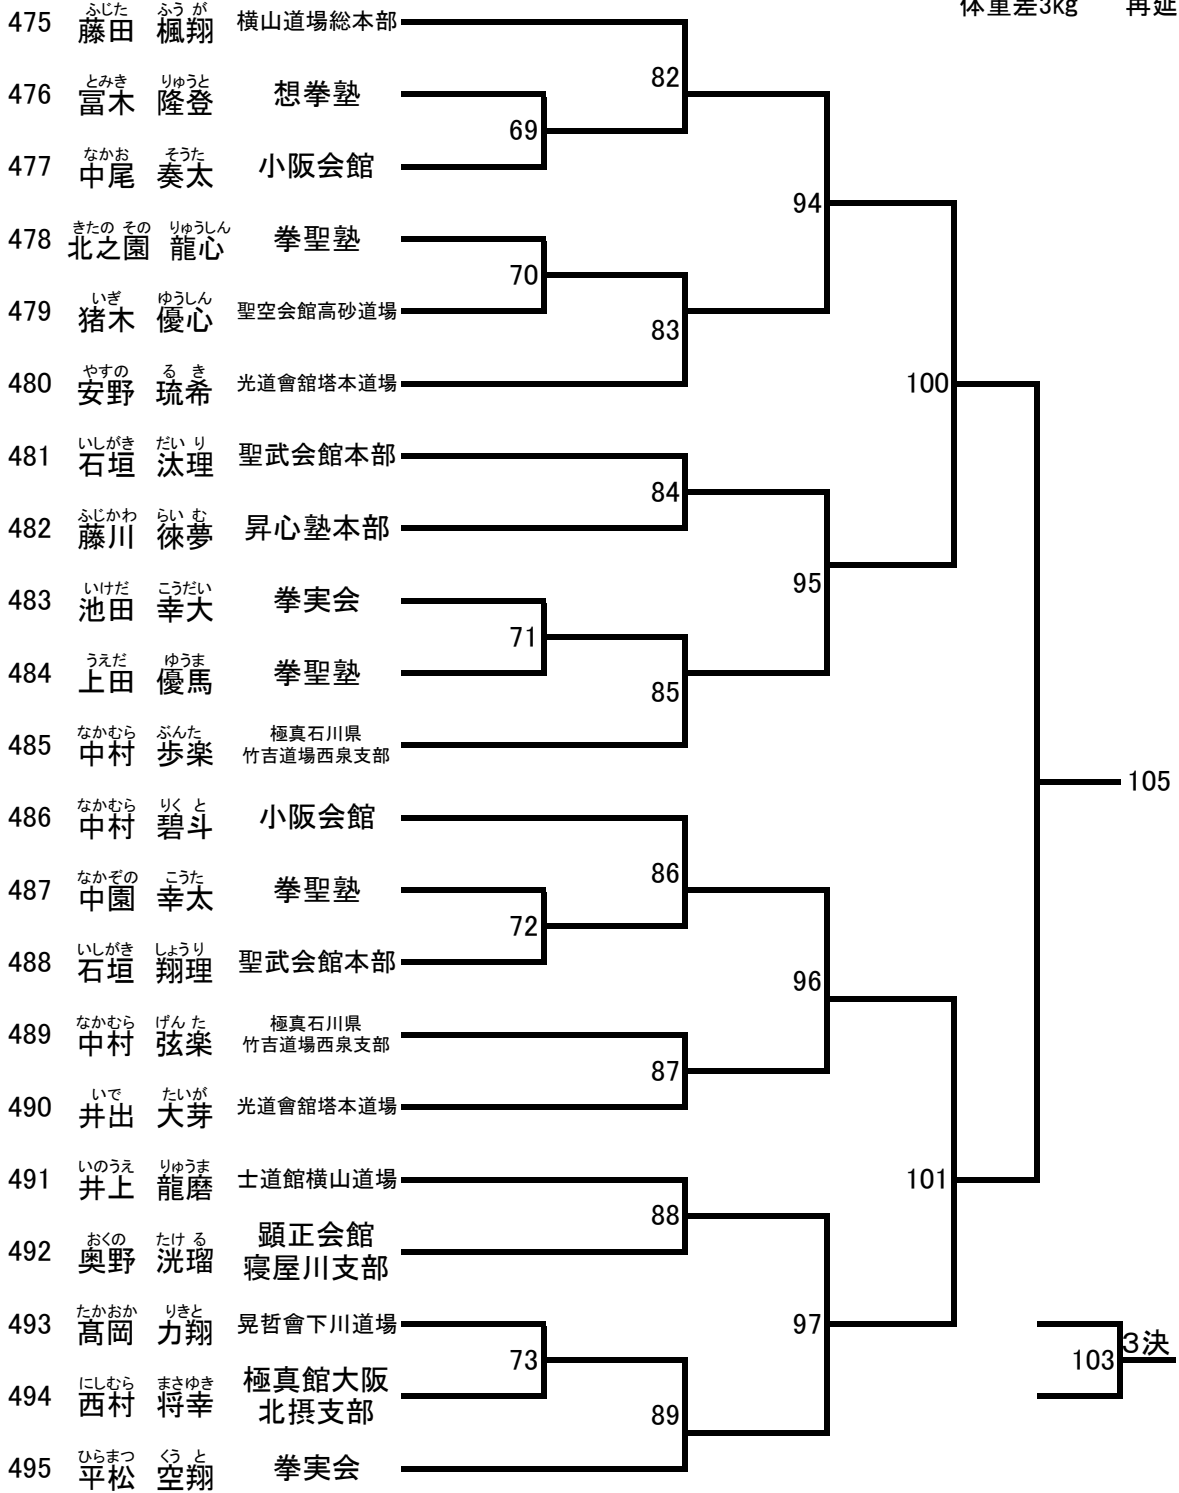 体重差3kg 再延
475 藤田 楓翔 ふじた ふうが 横山道場総本部
82
476 冨木 隆登 とみき りゅうと 想拳塾
69
477 中尾 奏太 なかお そうた 小阪会館
94
478 北之園 龍心 きたのその りゅうしん 拳聖塾
70
479 猪木 優心 いぎ ゆうしん 聖空会館高砂道場
83
480 安野 琉希 やすの るき 光道會舘塔本道場
100
481 石垣 汰理 いしがき だいり 聖武会館本部
84
482 藤川 徠夢 ふじかわ らいむ 昇心塾本部
95
483 池田 幸大 いけだ こうだい 拳実会
71
484 上田 優馬 うえだ ゆうま 拳聖塾
85
485 中村 歩楽 なかむら ぶんた 極真石川県
竹吉道場西泉支部
105
486 中村 碧斗 なかむら りくと 小阪会館
86
487 中園 幸太 なかぞの こうた 拳聖塾
72
488 石垣 翔理 いしがき しょうり 聖武会館本部
96
489 中村 弦楽 なかむら げんた 極真石川県
竹吉道場西泉支部
87
490 井出 大芽 いで たいが 光道會舘塔本道場
491 井上 龍磨 いのうえ りゅうま 士道館横山道場
101
88
492 奥野 洸瑠 おくの たける 顕正会館
寝屋川支部
493 髙岡 力翔 たかおか りきと 晃哲會下川道場
97
73
103 3決
494 西村 将幸 にしむら まさゆき 極真館大阪
北摂支部
89
495 平松 空翔 ひらまつ くうと 拳実会